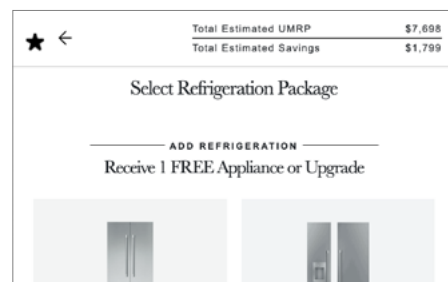 Total Estimated UMRP $7,698
Total Estimated Savings $1,799
Select Refrigeration Package
ADD REFRIGERATION
Receive 1 FREE Appliance or Upgrade